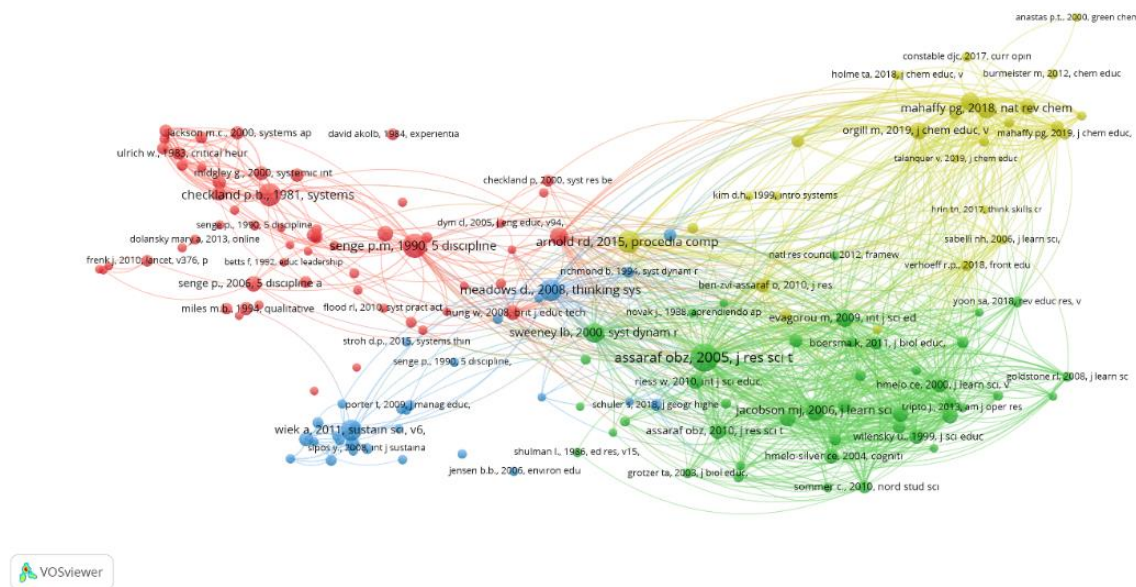 anastas p.t., 2000, green chem
constable djc, 2017, curr opin
holme ta, 2018, j chem educ, v
burmeister m, 2012, chem educ
mahaffy pg, 2018, nat rev chem
jackson m.c., 2000, systems ap
david akolb, 1984, experientia
orgill m, 2019, j chem educ, v
mahaffy pg, 2019, j chem educ,
ulrich w., 1983, critical heur
talanquer v, 2019, j chem educ
midgley g., 2000, systemic int
checkland p, 2000, syst res be
checkland p.b., 1981, systems
kim d.h., 1999, intro systems
hrin tn, 2017, think skills cr
senge p., 1990, 5 discipline
dym cl, 2005, j eng educ, v94,
dolansky mary a, 2013, online
senge p.m, 1990, 5 discipline
arnold rd, 2015, procedia comp
sabelli nh, 2006, j learn sci,
frenk j, 2010, lancet, v376, p
betts f, 1992, educ leadership
natl res council, 2012, framew
verhoeff r.p., 2018, front edu
richmond b, 1994, syst dynam r
senge p., 2006, 5 discipline a
meadows d., 2008, thinking sys
ben-zvi-assaraf o, 2010, j res
miles m.b., 1994, qualitative
flood rl, 2010, syst pract act
hung w, 2008, brit j educ tech
novak j., 1988, aprendiendo ap
yoon sa, 2018, rev educ res, v
evagorou m, 2009, int j sci ed
stroh d.p., 2015, systems thin
sweeney lb, 2000, syst dynam r
boersma k, 2011, j biol educ,
senge p., 1990, 5 discipline,
assaraf obz, 2005, j res sci t
goldstone rl, 2008, j learn sc
riess w, 2010, int j sci educ
hmelo ce, 2000, j learn sci, v
porter t, 2009, j manag educ,
schuler s, 2018, j geogr highe
jacobson mj, 2006, j learn sci
tripto j., 2013, am j oper res
wiek a, 2011, sustain sci, v6,
assaraf obz, 2010, j res sci t
wilensky u., 1999, j sci educ
sipos y., 2008, int j sustaina
shulman l., 1986, ed res, v15,
hmelo-silver ce, 2004, cogniti
jensen b.b., 2006, environ edu
grotzer ta, 2003, j biol educ,
sommer c., 2010, nord stud sci
VOSviewer